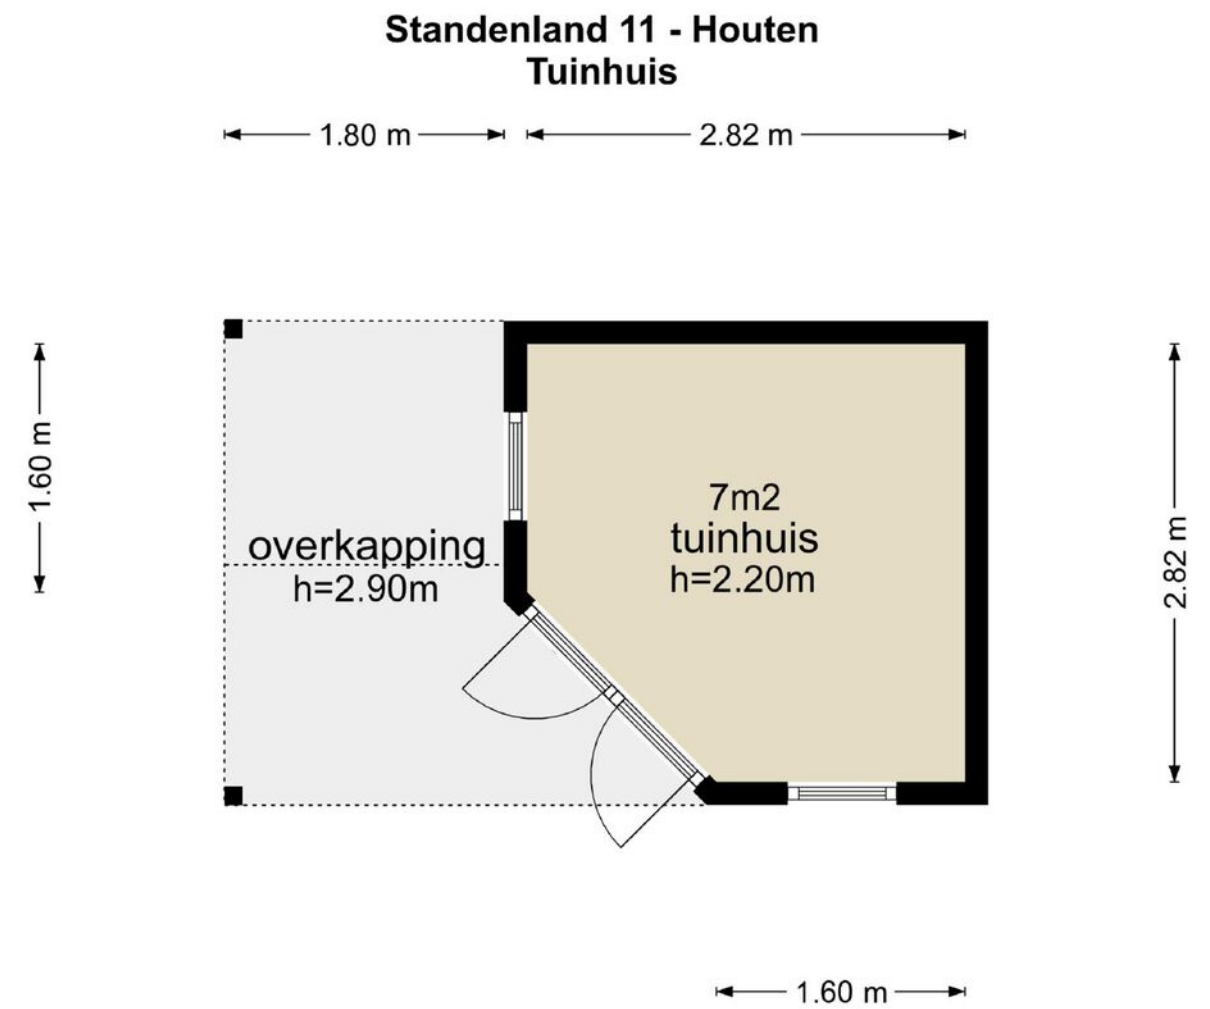 Standenland 11 - Houten
Tuinhuis
1.80 m
2.82 m
1.60 m
overkapping
h=2.90m
7m2
tuinhuis
h=2.20m
2.82 m
1.60 m